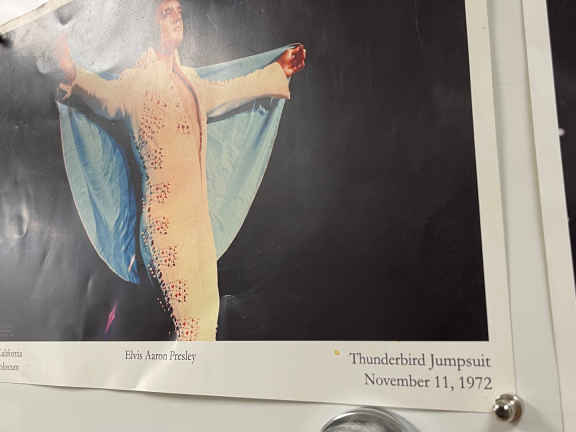 Elvis Aaron Presley
Thunderbird Jumpsuit
November 11, 1972